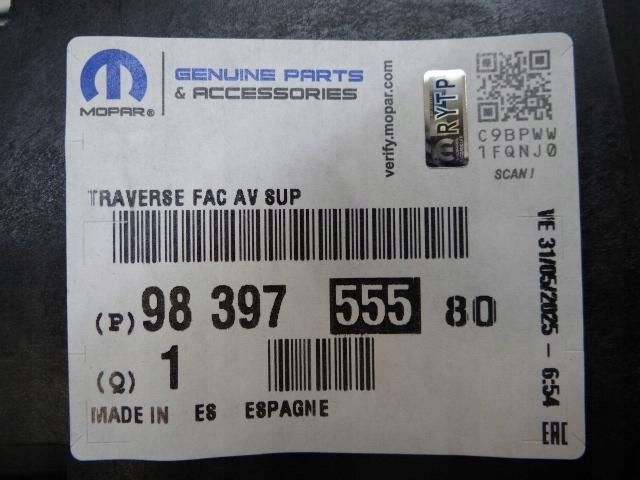 MOPAR®
GENUINE PARTS
& ACCESSORIES
verify.mopar.com
RYTP
C9BPWW
1FQNJ0
SCAN!
TRAVERSE FAC AV SUP
(P) 98 397 555 80
(Q) 1
MADE IN ES ESPAGNE
VE 31/05/2025 - 6:54
EAC